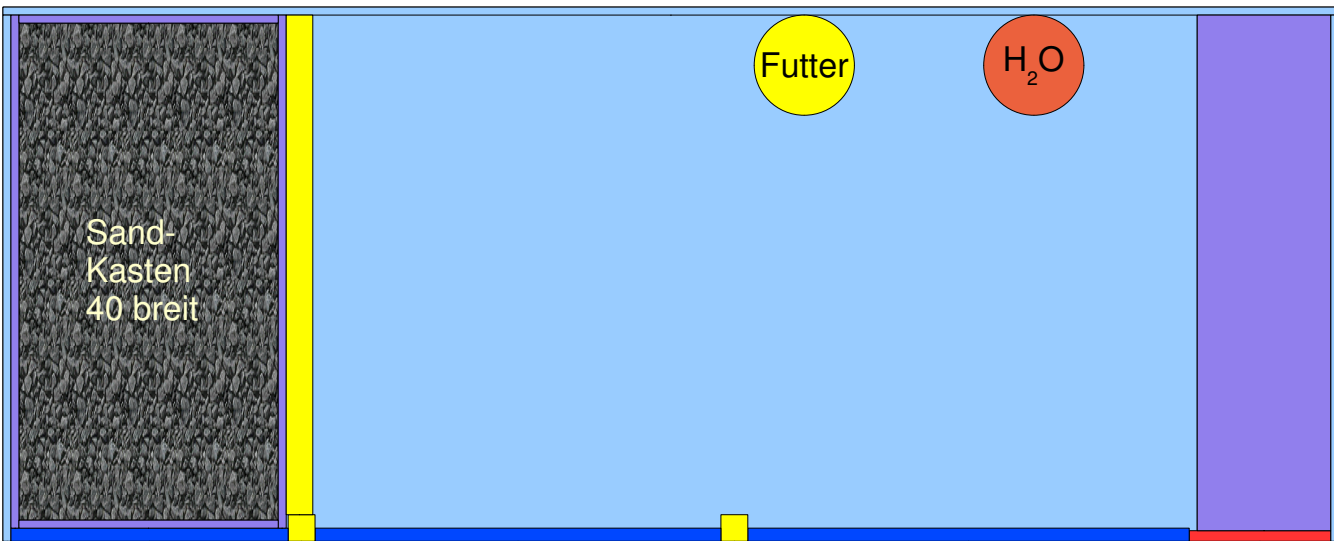 Futter
H₂O
Sand-
Kasten
40 breit